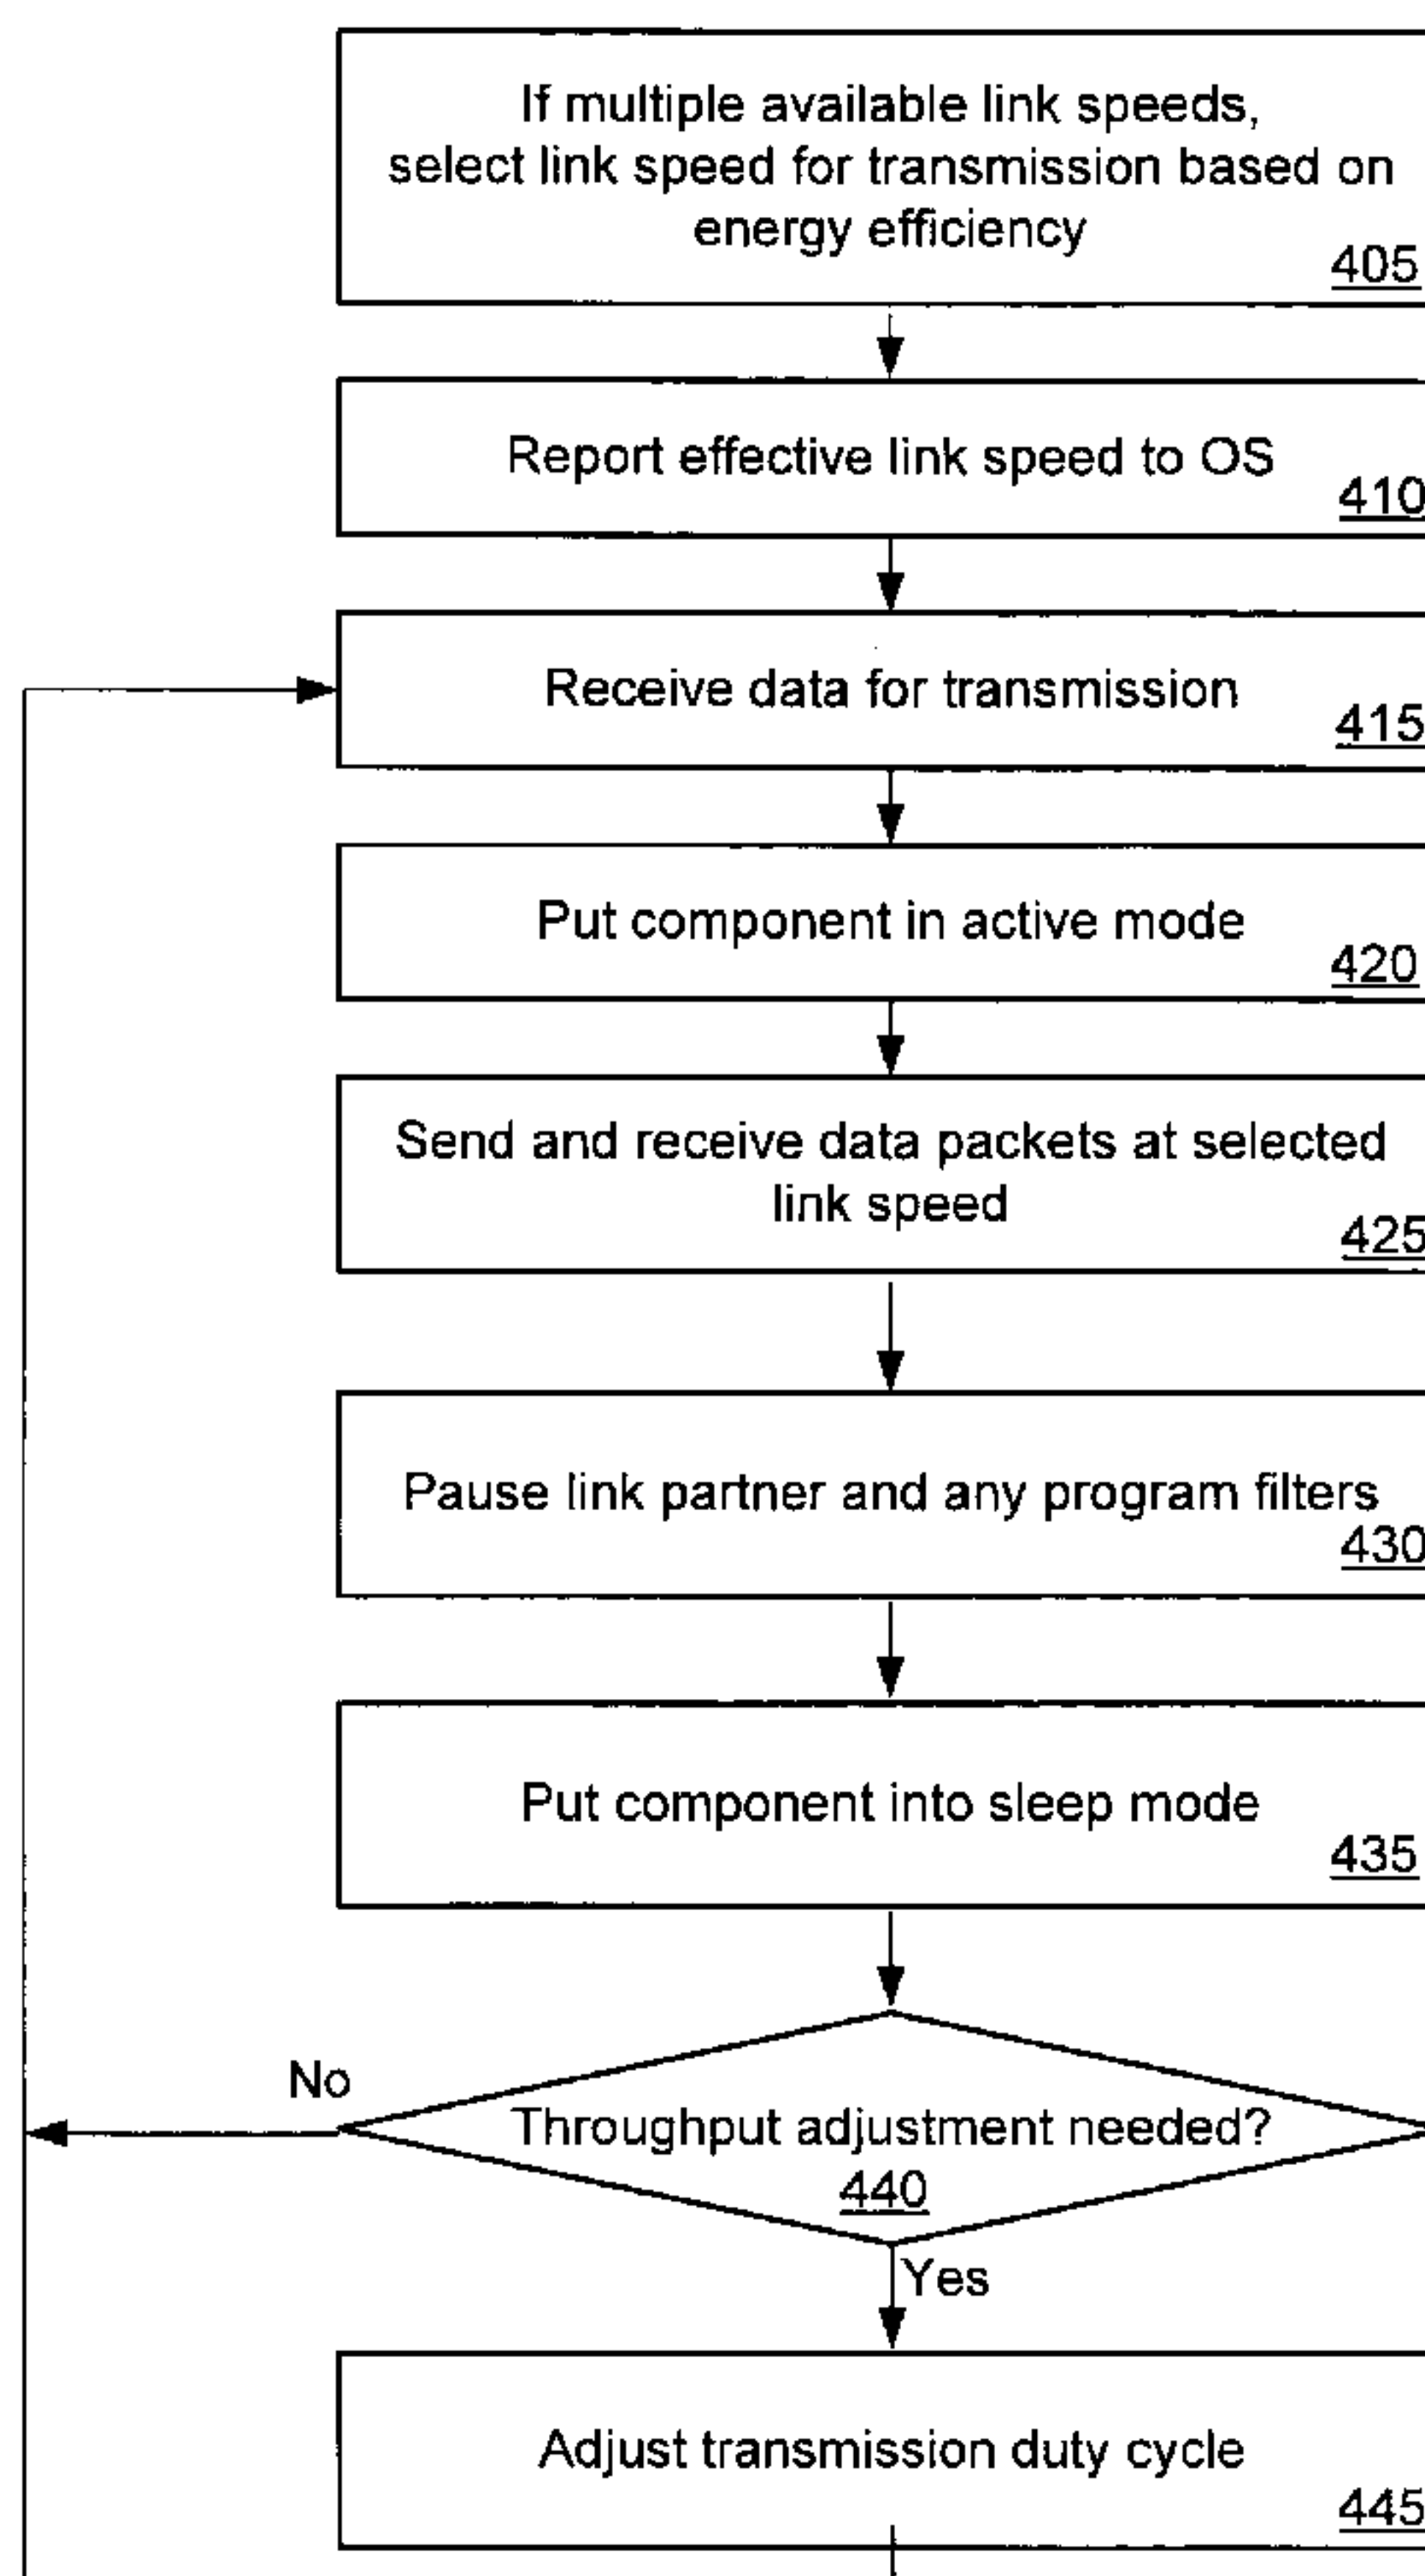 If multiple available link speeds,
select link speed for transmission based on
energy efficiency
405
Report effective link speed to OS
410
Receive data for transmission
415
Put component in active mode
420
Send and receive data packets at selected
link speed
425
Pause link partner and any program filters
430
Put component into sleep mode
435
No
Throughput adjustment needed?
440
Yes
Adjust transmission duty cycle
445